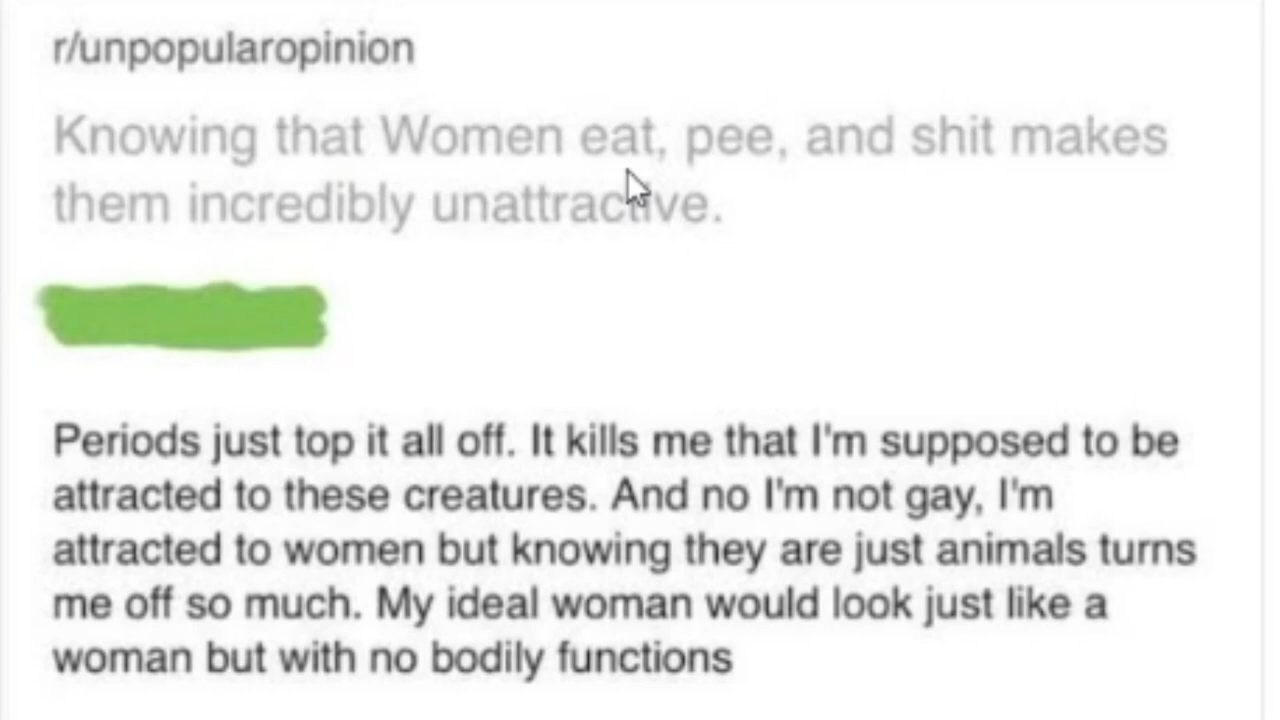 r/unpopularopinion
Knowing that Women eat, pee, and shit makes
them incredibly unattractive.
Periods just top it all off. It kills me that I'm supposed to be
attracted to these creatures. And no I'm not gay, I'm
attracted to women but knowing they are just animals turns
me off so much. My ideal woman would look just like a
woman but with no bodily functions